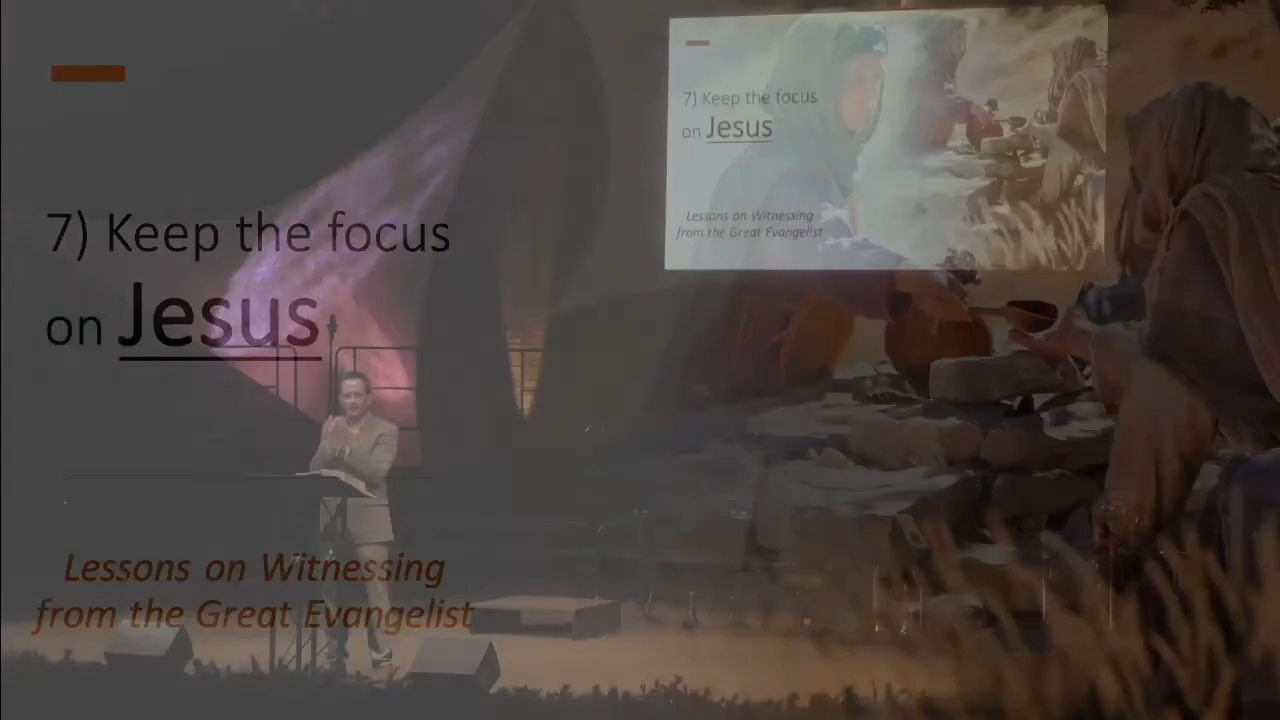 7) Keep the focus
on Jesus
Lessons on Witnessing
from the Great Evangelist
7) Keep the focus
on Jesus
Lessons on Witnessing
from the Great Evangelist